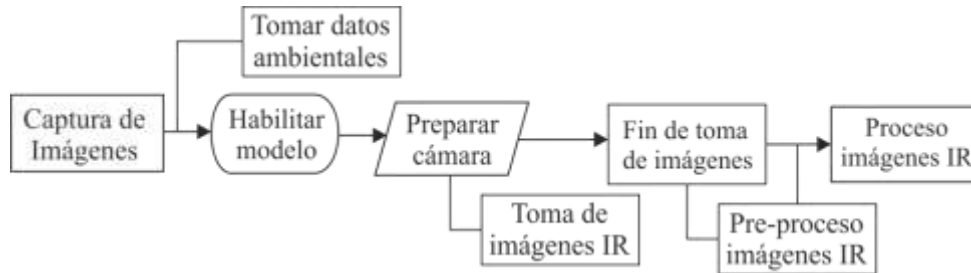 Tomar datos
ambientales
Captura de
Imágenes
Habilitar
modelo
Preparar
cámara
Fin de toma
de imágenes
Proceso
imágenes IR
Toma de
imágenes IR
Pre-proceso
imágenes IR